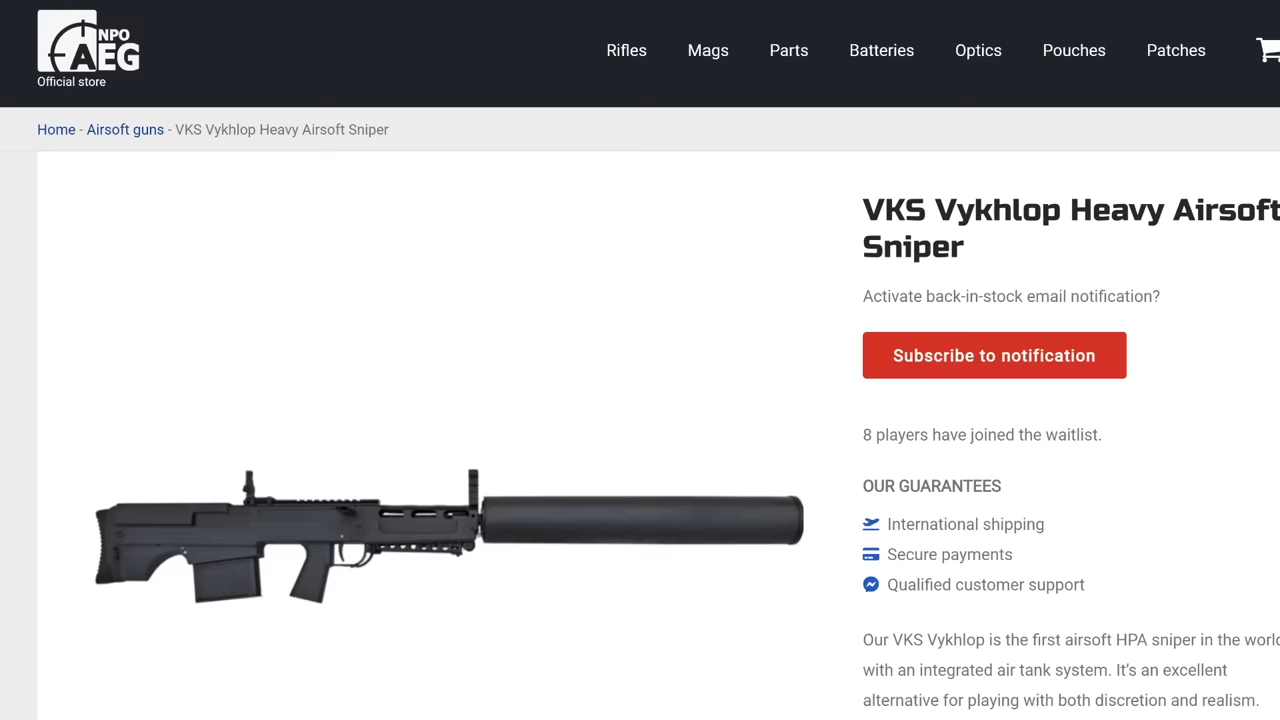 NPO
AEG
Official store
Rifles Mags Parts Batteries Optics Pouches Patches
Home - Airsoft guns - VKS Vykhlop Heavy Airsoft Sniper
VKS Vykhlop Heavy Airsoft
Sniper
Activate back-in-stock email notification?
Subscribe to notification
8 players have joined the waitlist.
OUR GUARANTEES
International shipping
Secure payments
Qualified customer support
Our VKS Vykhlop is the first airsoft HPA sniper in the world
with an integrated air tank system. It’s an excellent
alternative for playing with both discretion and realism.